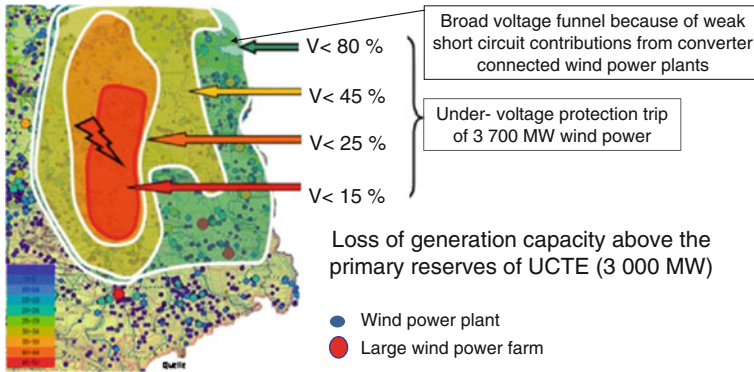 Broad voltage funnel because of weak
short circuit contributions from converter
connected wind power plants
V< 80 %
V< 45 %
Under- voltage protection trip
of 3 700 MW wind power
V< 25 %
V< 15 %
Loss of generation capacity above the
primary reserves of UCTE (3 000 MW)
Wind power plant
Large wind power farm
Quelle